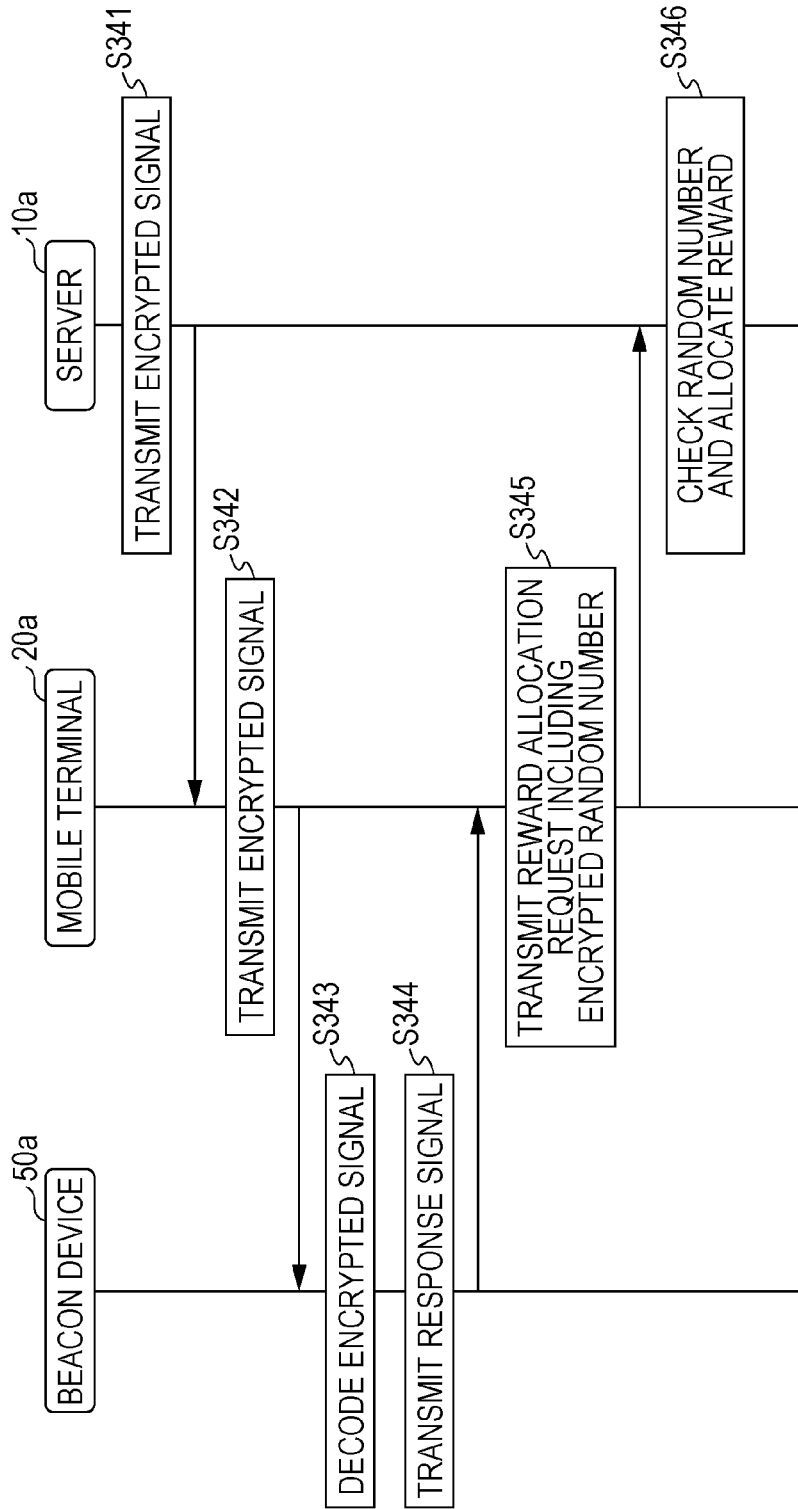 50a
BEACON DEVICE
20a
MOBILE TERMINAL
10a
SERVER
S341
TRANSMIT ENCRYPTED SIGNAL
S342
TRANSMIT ENCRYPTED SIGNAL
S343
DECODE ENCRYPTED SIGNAL
S344
TRANSMIT RESPONSE SIGNAL
S345
TRANSMIT REWARD ALLOCATION
REQUEST INCLUDING
ENCRYPTED RANDOM NUMBER
S346
CHECK RANDOM NUMBER
AND ALLOCATE REWARD